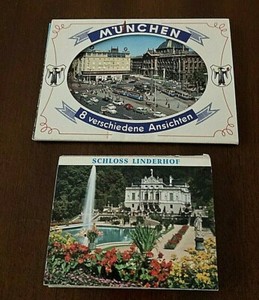 MÜNCHEN
8 verschiedene Ansichten
SCHLOSS LINDERHOF